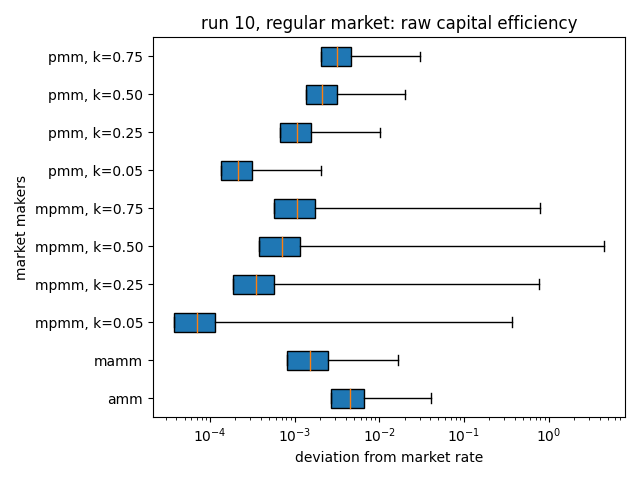 run 10, regular market: raw capital efficiency
pmm, k=0.75
pmm, k=0.50
pmm, k=0.25
pmm, k=0.05
mpmm, k=0.75
mpmm, k=0.50
mpmm, k=0.25
mpmm, k=0.05
mamm
amm
market makers
10⁻⁴ 10⁻³ 10⁻² 10⁻¹ 10⁰
deviation from market rate